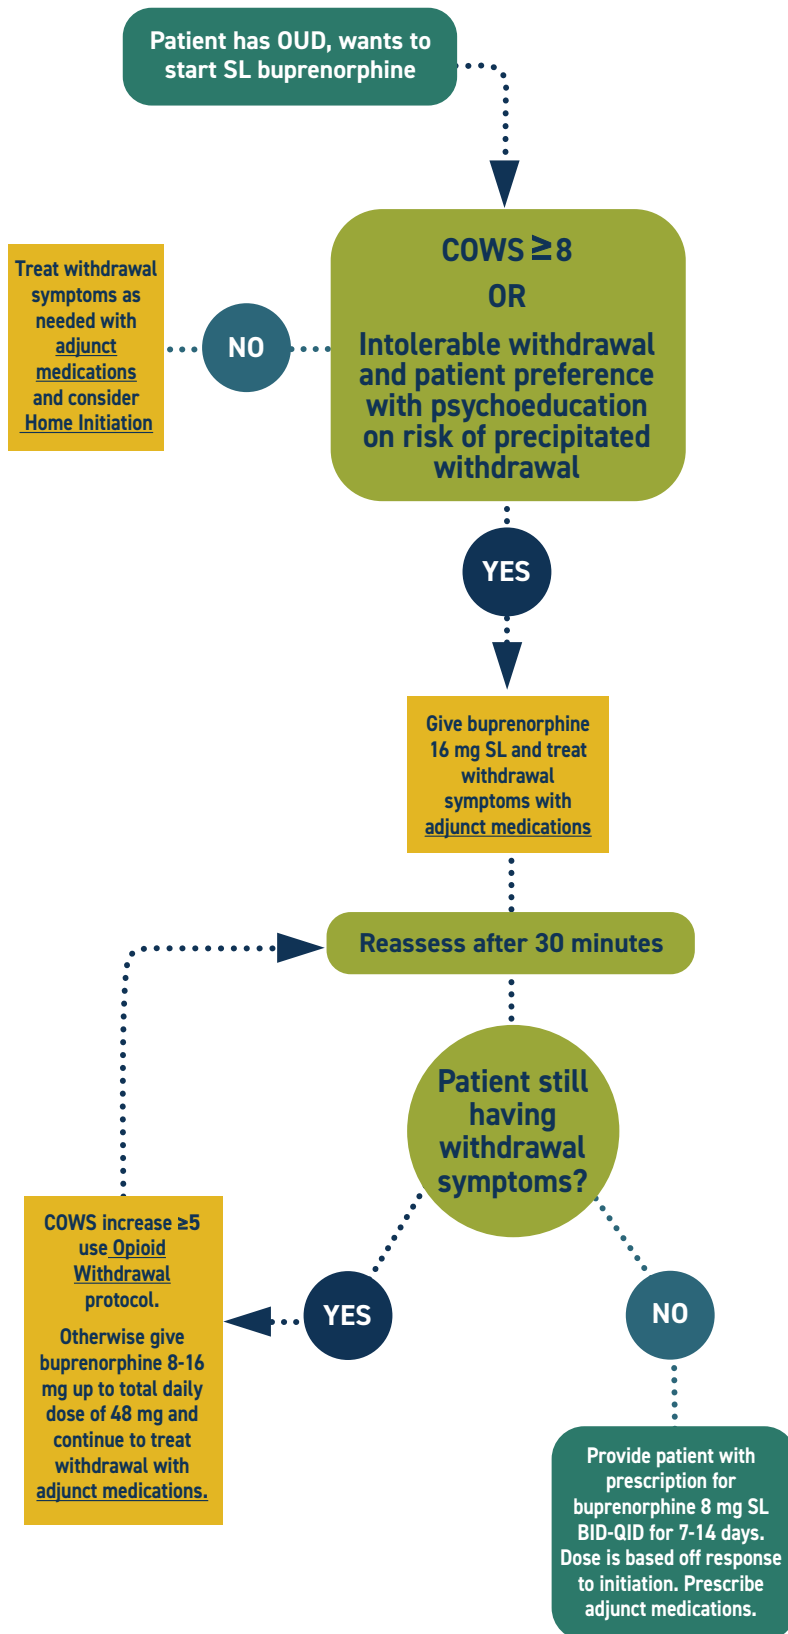 Patient has OUD, wants to
start SL buprenorphine
COWS ≥8
OR
Intolerable withdrawal
and patient preference
with psychoeducation
on risk of precipitated
withdrawal
NO
Treat withdrawal
symptoms as
needed with
adjunct
medications
and consider
Home Initiation
YES
Give buprenorphine
16 mg SL and treat
withdrawal
symptoms with
adjunct medications
Reassess after 30 minutes
Patient still
having
withdrawal
symptoms?
YES
COWS increase ≥5
use Opioid
Withdrawal
protocol.
Otherwise give
buprenorphine 8-16
mg up to total daily
dose of 48 mg and
continue to treat
withdrawal with
adjunct medications.
NO
Provide patient with
prescription for
buprenorphine 8 mg SL
BID-QID for 7-14 days.
Dose is based off response
to initiation. Prescribe
adjunct medications.